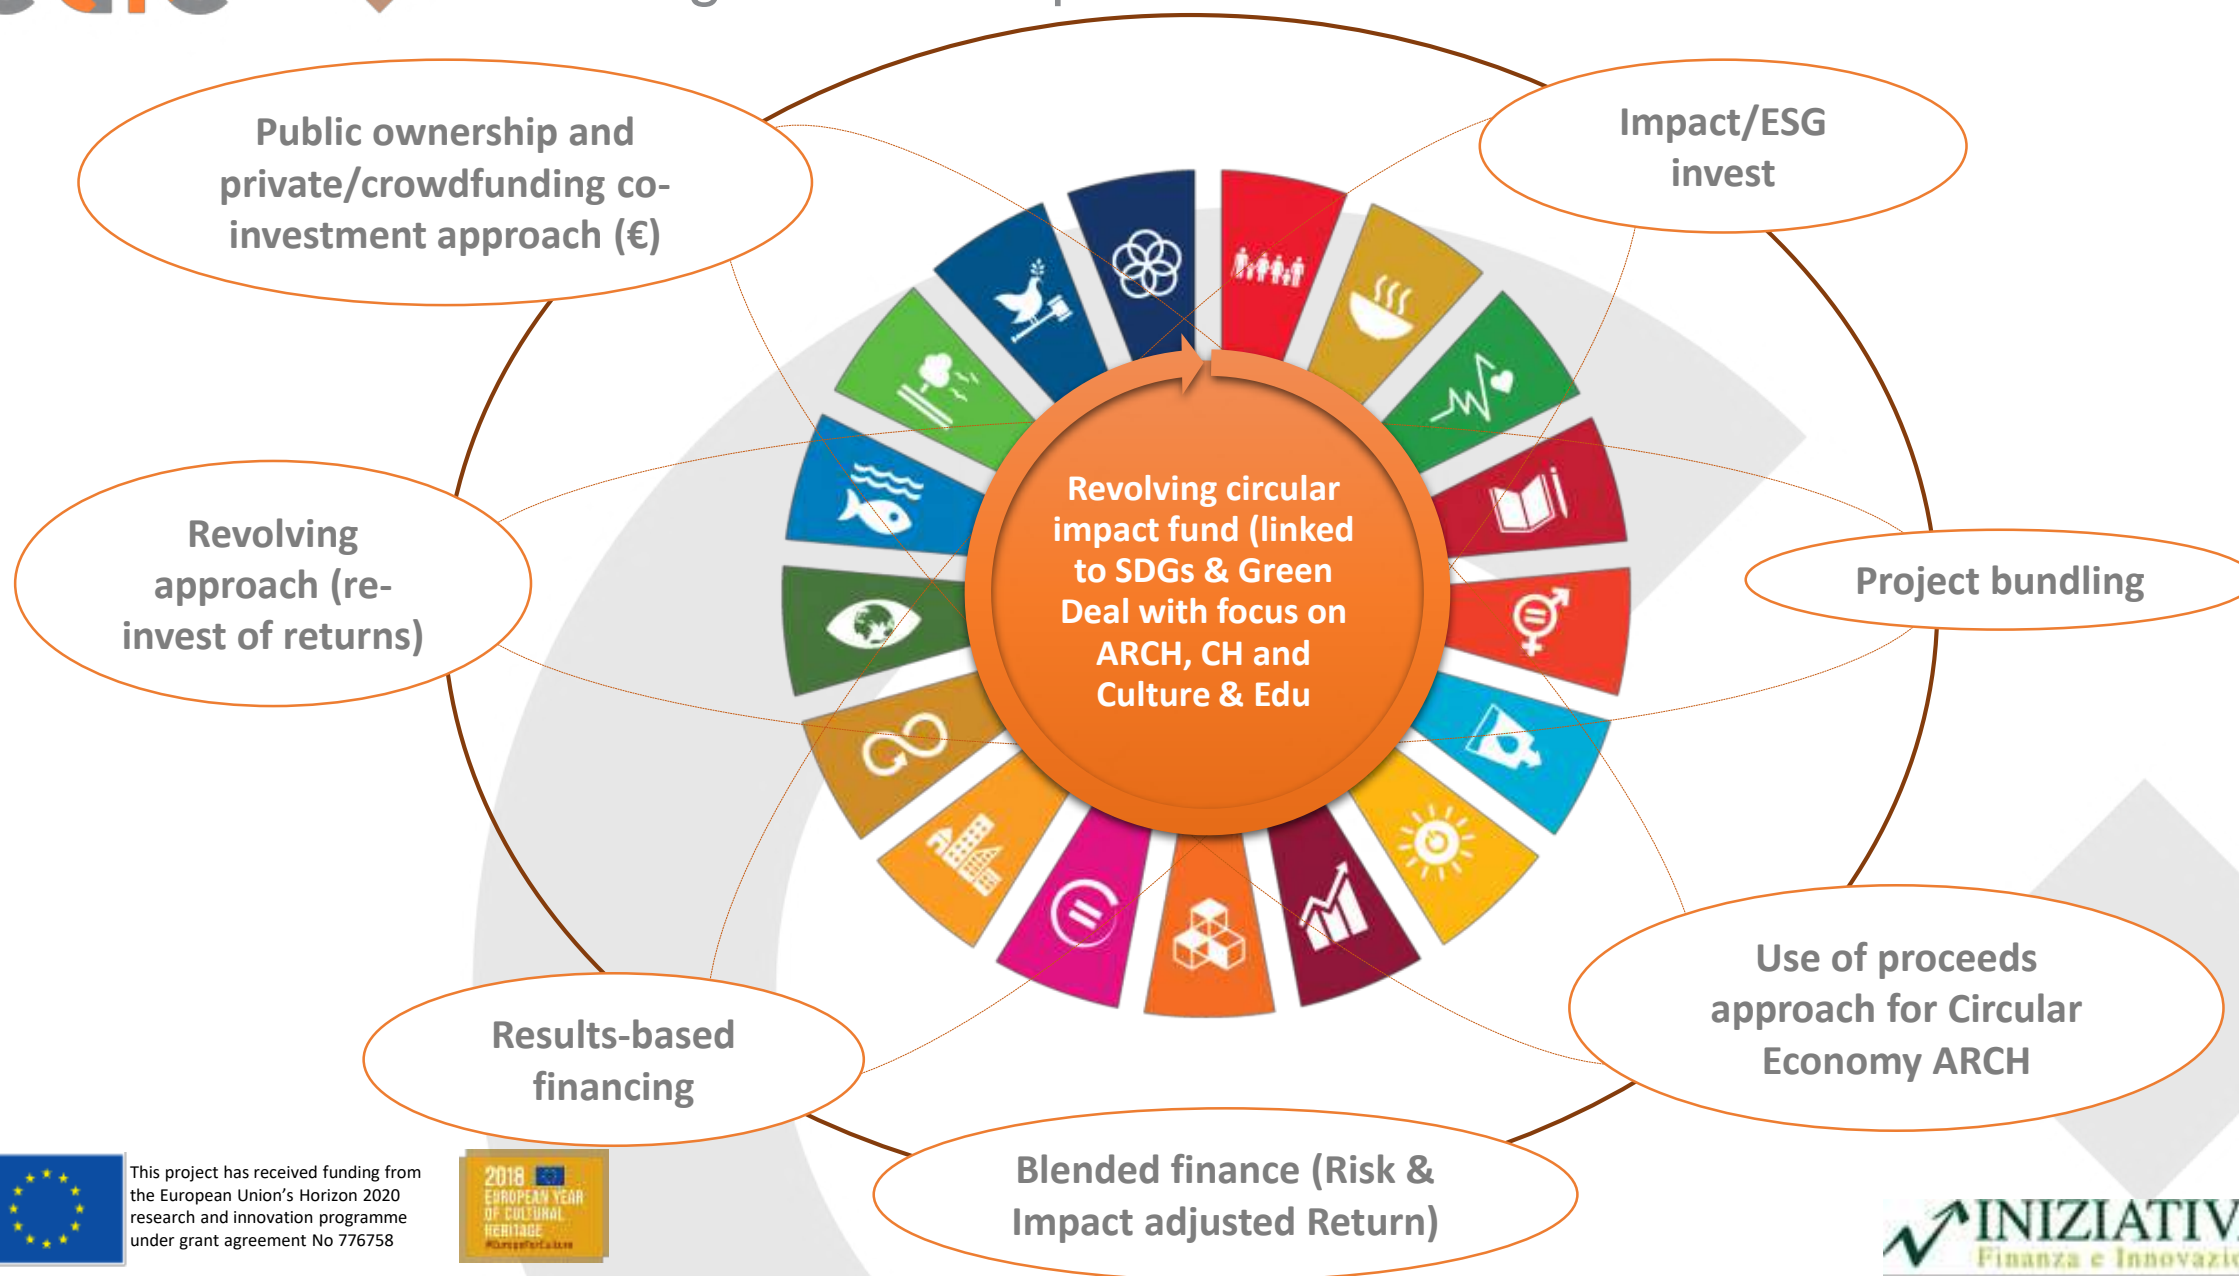 Public ownership and
private/crowdfunding co-
investment approach (€)
Impact/ESG
invest
Revolving
approach (re-
invest of returns)
Revolving circular
impact fund (linked
to SDGs & Green
Deal with focus on
ARCH, CH and
Culture & Edu
Project bundling
Results-based
financing
Use of proceeds
approach for Circular
Economy ARCH
Blended finance (Risk &
Impact adjusted Return)
This project has received funding from
the European Union's Horizon 2020
research and innovation programme
under grant agreement No 776758
2018
EUROPEAN YEAR
OF CULTURAL
HERITAGE
#EuropeForCulture
INIZIATIV
Finanza e Innovazio